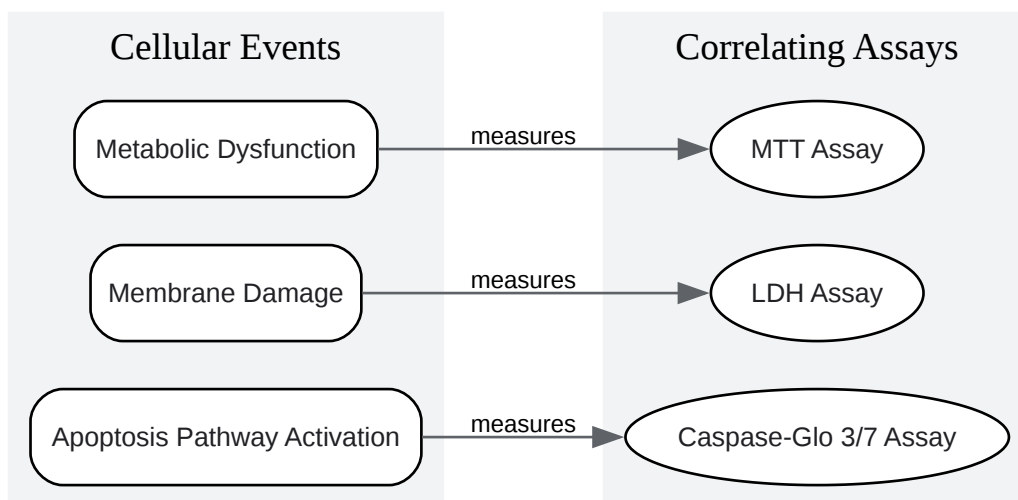 Cellular Events
Correlating Assays
Metabolic Dysfunction
measures
MTT Assay
Membrane Damage
measures
LDH Assay
Apoptosis Pathway Activation
measures
Caspase-Glo 3/7 Assay